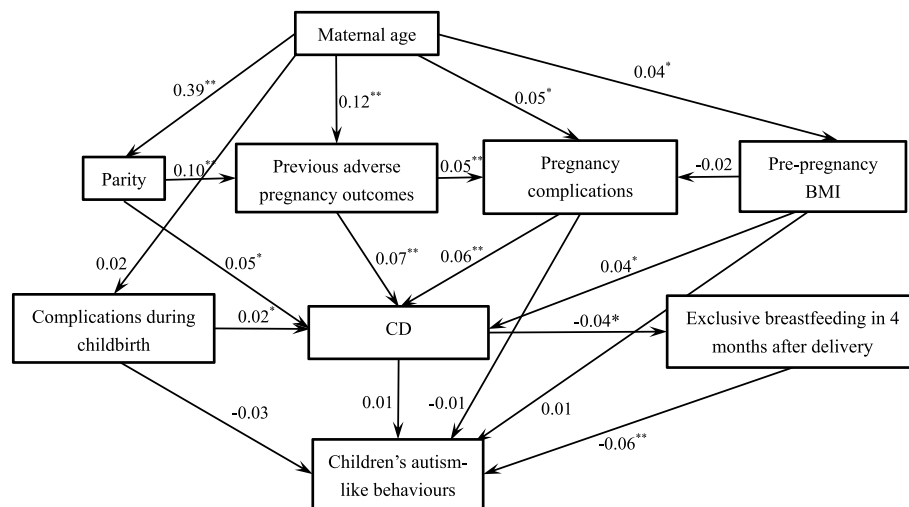 Maternal age
0.39**
0.12**
0.05*
0.04*
Parity
0.10**
Previous adverse
pregnancy outcomes
0.05**
Pregnancy
complications
-0.02
Pre-pregnancy
BMI
0.02
0.05*
0.07**
0.06**
0.04*
Complications during
childbirth
0.02*
CD
-0.04*
Exclusive breastfeeding in 4
months after delivery
-0.03
0.01
-0.01
0.01
-0.06**
Children’s autism-
like behaviours